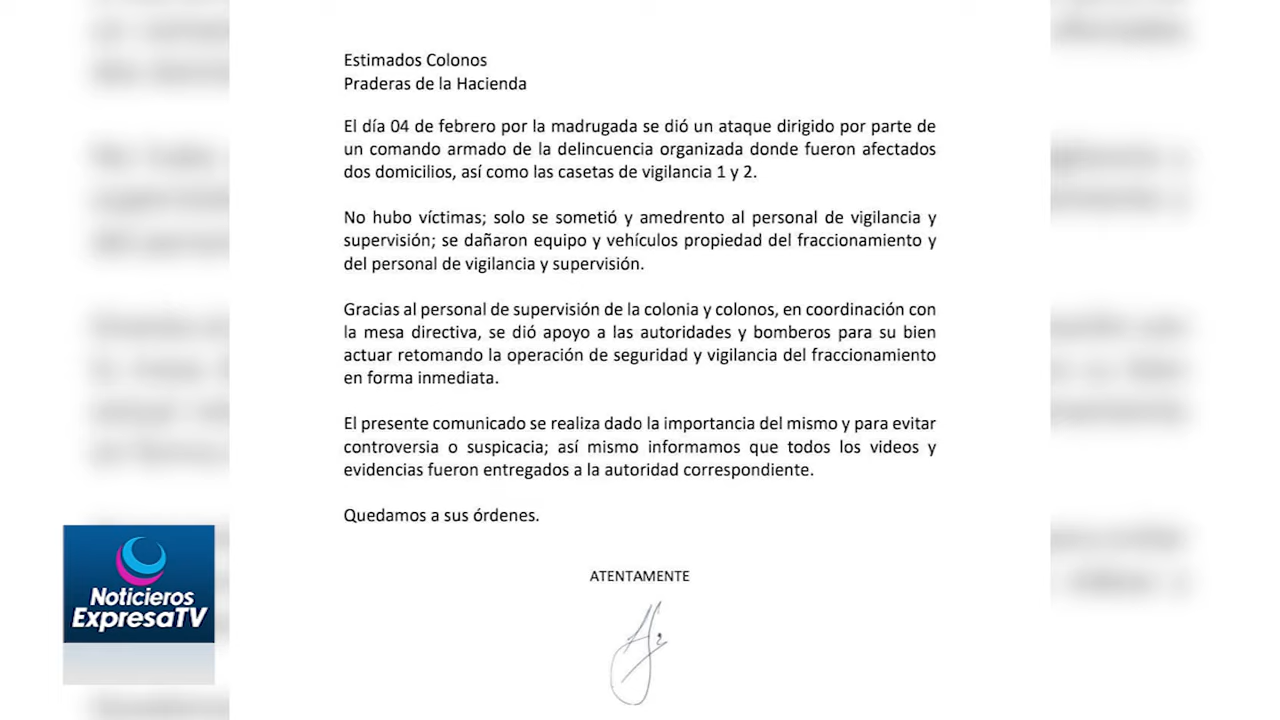 Estimados Colonos
Praderas de la Hacienda
El día 04 de febrero por la madrugada se dió un ataque dirigido por parte de
un comando armado de la delincuencia organizada donde fueron afectados
dos domicilios, así como las casetas de vigilancia 1 y 2.
No hubo víctimas; solo se sometió y amedrento al personal de vigilancia y
supervisión; se dañaron equipo y vehículos propiedad del fraccionamiento y
del personal de vigilancia y supervisión.
Gracias al personal de supervisión de la colonia y colonos, en coordinación con
la mesa directiva, se dió apoyo a las autoridades y bomberos para su bien
actuar retomando la operación de seguridad y vigilancia del fraccionamiento
en forma inmediata.
El presente comunicado se realiza dado la importancia del mismo y para evitar
controversia o suspicacia; así mismo informamos que todos los videos y
evidencias fueron entregados a la autoridad correspondiente.
Quedamos a sus órdenes.
ATENTAMENTE
Noticieros
ExpresaTV